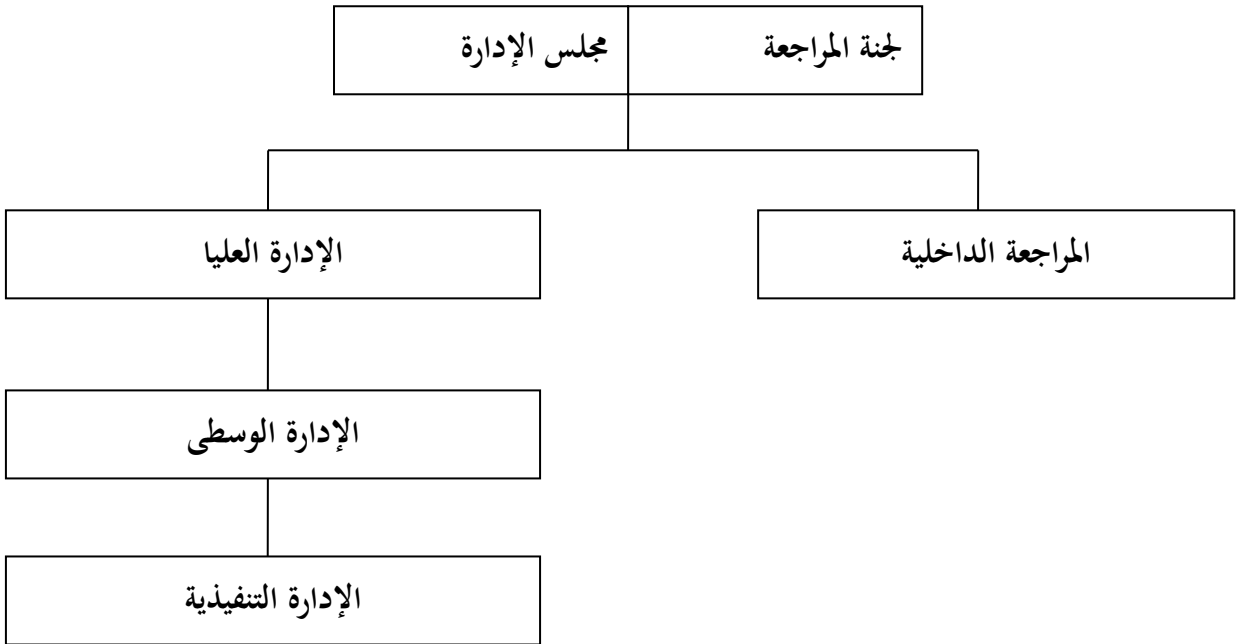 لجنة المراجعة
مجلس الإدارة
المراجعة الداخلية
الإدارة العليا
الإدارة الوسطى
الإدارة التنفيذية